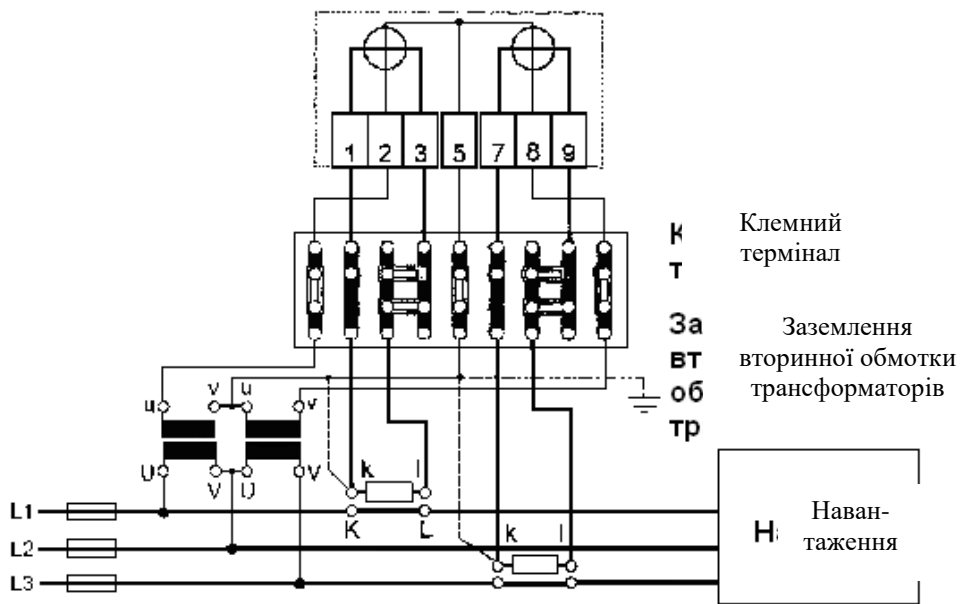 1 2 3 5 7 8 9
К Клемний
т термінал
За Заземлення
вт вторинної обмотки
об трансформаторів
тр
u v u v
U V U V
k l
L1
K L
Наван-
На
L2
k l
таження
L3